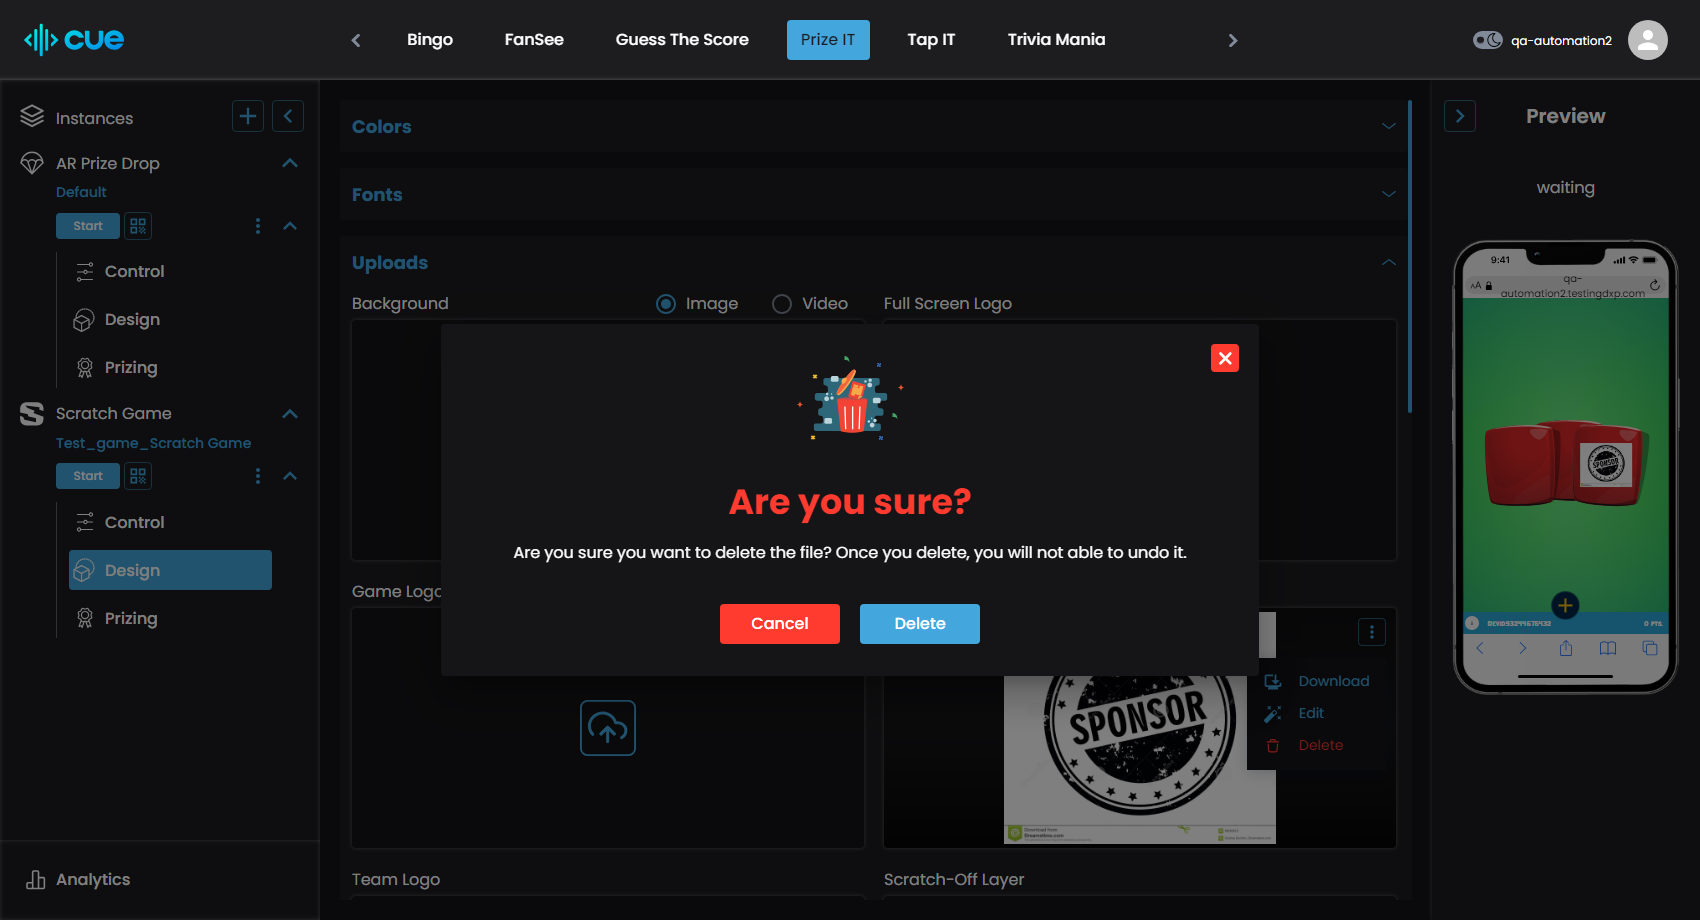 cue
Bingo
FanSee
Guess The Score
Prize IT
Tap IT
Trivia Mania
qa-automation2
Instances
AR Prize Drop
Default
Start
Control
Design
Prizing
Scratch Game
Test_game_Scratch Game
Start
Control
Design
Prizing
Analytics
Colors
Fonts
Uploads
Background
Image
Video
Full Screen Logo
Are you sure?
Are you sure you want to delete the file? Once you delete, you will not able to undo it.
Cancel
Delete
Game Logo
SPONSOR
Download
Edit
Delete
Team Logo
Scratch-Off Layer
Preview
waiting
9:41
AA
qa-
automation2.testingdxp.com
SPONSOR
0 PTS.